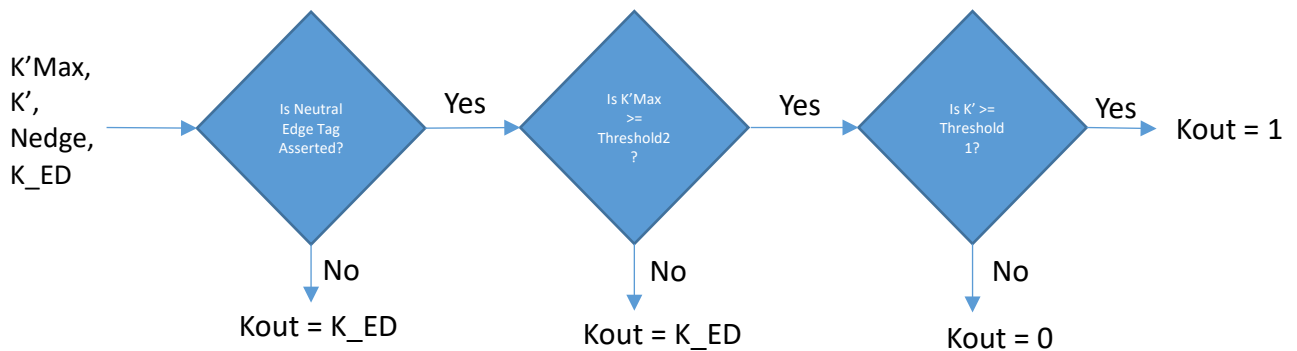 K'Max,
K',
Nedge,
K_ED
Is Neutral
Edge Tag
Asserted?
Yes
Is K'Max
>=
Threshold2
?
Yes
Is K' >=
Threshold
1?
Yes
Kout = 1
No
No
No
Kout = K_ED
Kout = K_ED
Kout = 0